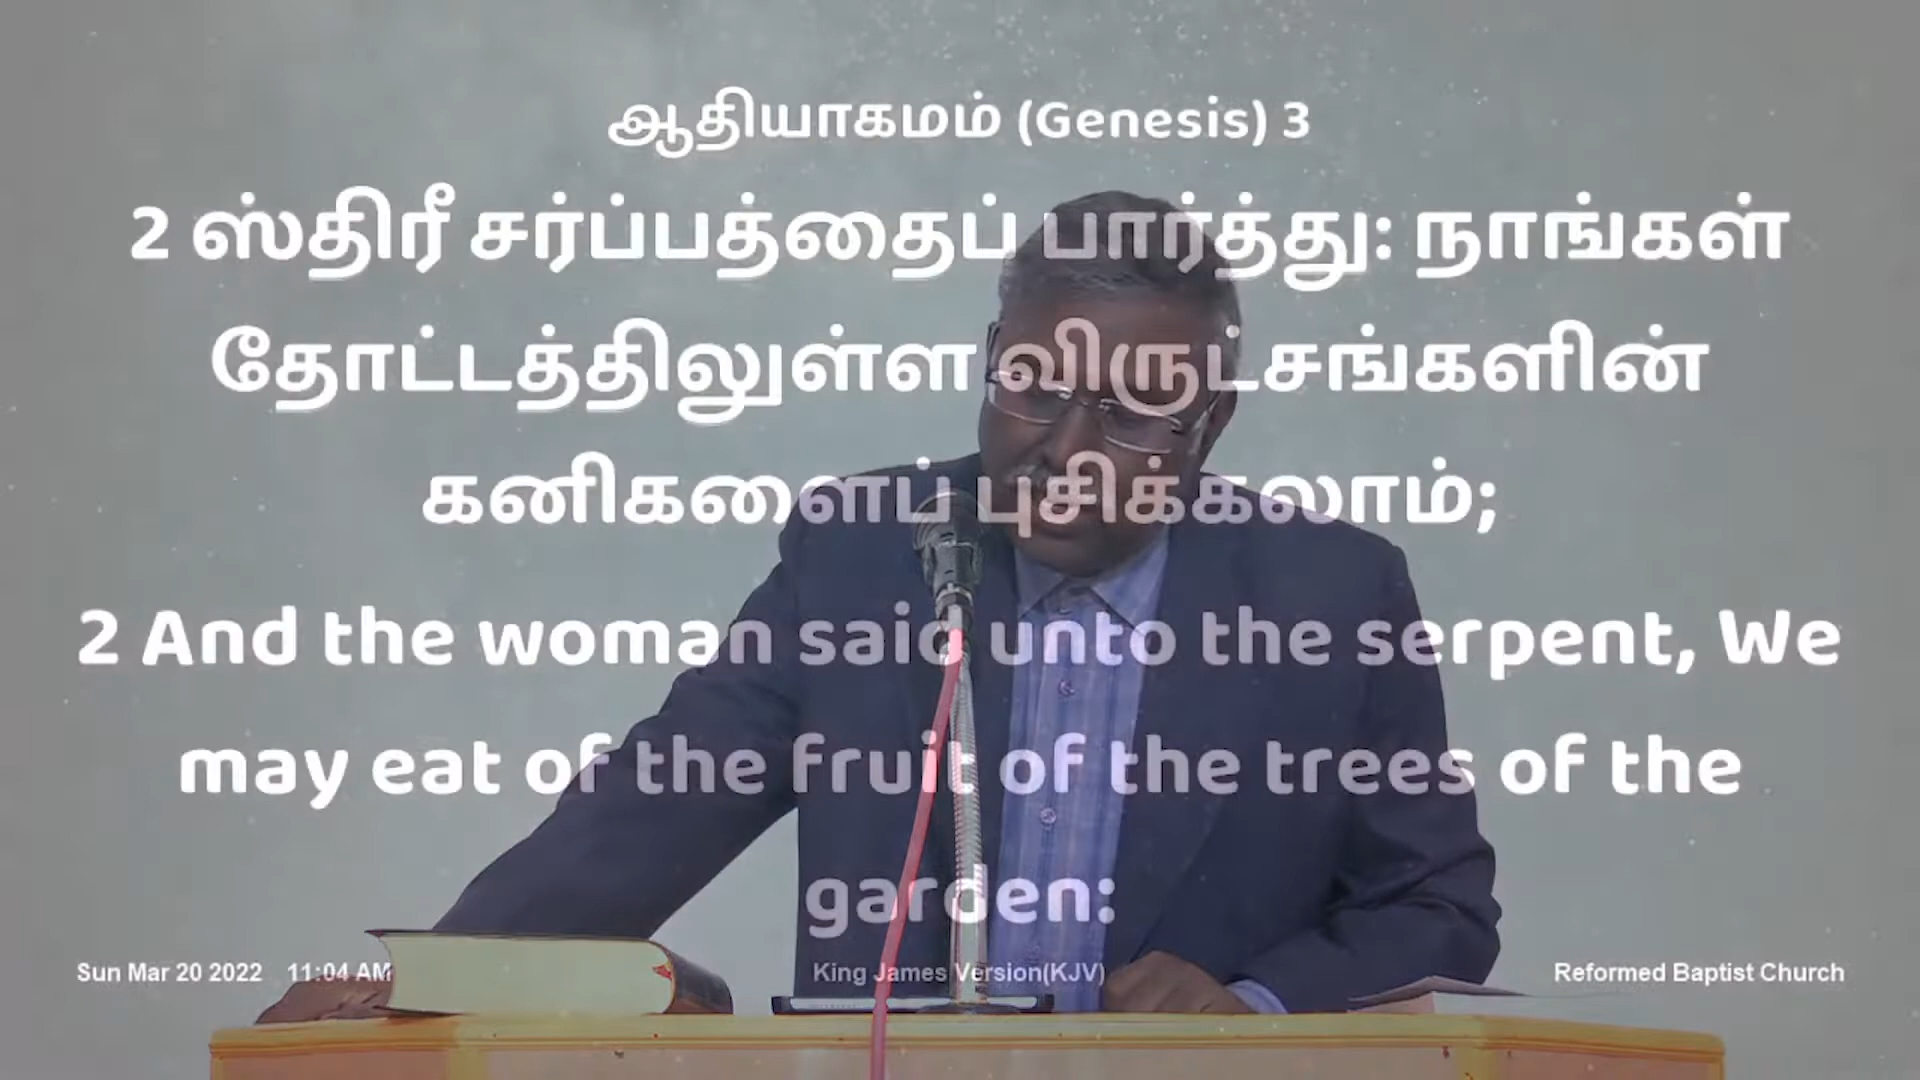 ஆதியாகமம் (Genesis) 3
2 ஸ்திரீ சர்ப்பத்தைப் பார்த்து: நாங்கள்
தோட்டத்திலுள்ள விருட்சங்களின்
கனிகளைப் புசிக்கலாம்;
2 And the woman said unto the serpent, We
may eat of the fruit of the trees of the
garden:
Sun Mar 20 2022 11:04 AM King James Version(KJV) Reformed Baptist Church